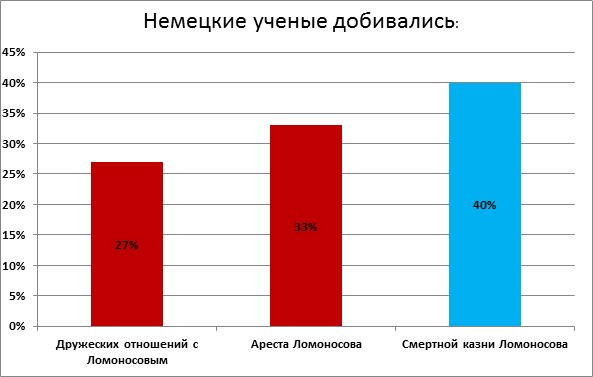 Немецкие ученые добивались:
45%
40%
35%
30%
25%
20%
15%
10%
5%
0%
27%
33%
40%
Дружеских отношений с
Ломоносовым
Ареста Ломоносова
Смертной казни Ломоносова